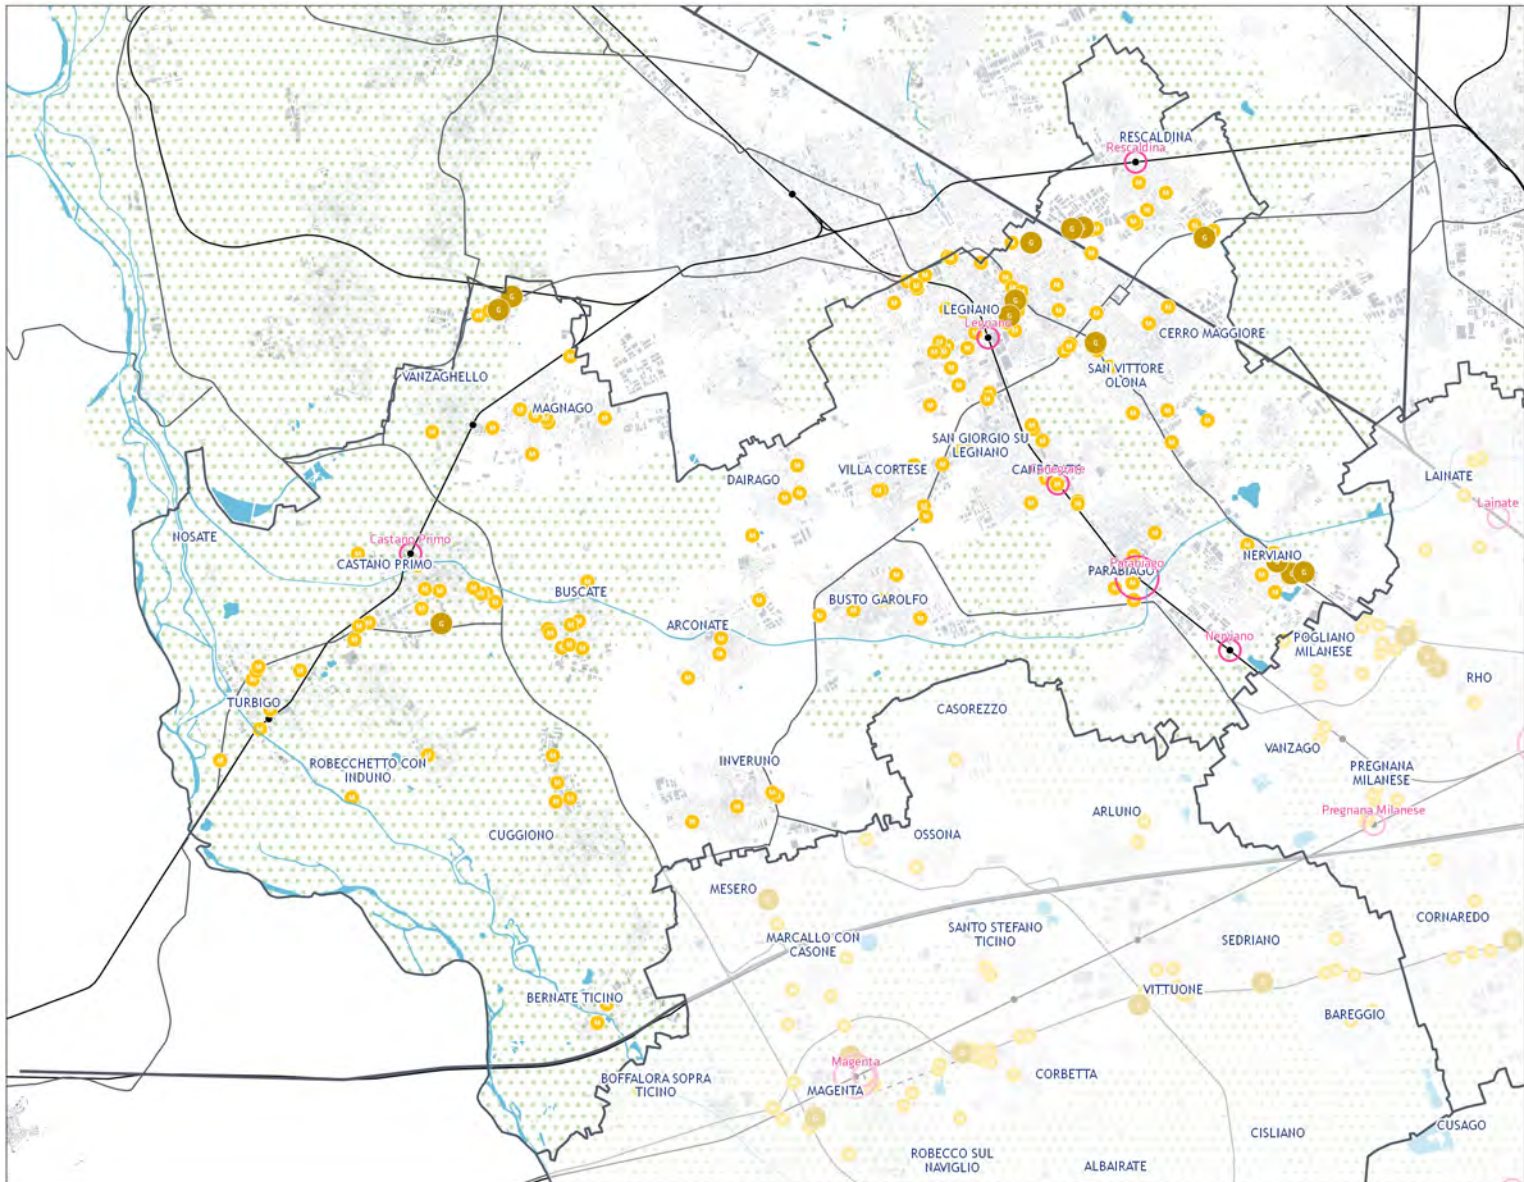 RESCALDINA
Rescaldina
LEGNANO
Legnano
CERRO MAGGIORE
VANZAGHELLO
SAN VITTORE
OLONA
MAGNAGO
SAN GIORGIO SU
LEGNANO
DAIRAGO
VILLA CORTESE
LAINATE
Lainate
NOSATE
Castano Primo
CASTANO PRIMO
NERVIANO
Parabiago
PARABIAGO
BUSCATE
BUSTO GAROLFO
ARCONATE
Nerviano
POGLIANO
MILANESE
RHO
TURBIGO
CASOREZZO
VANZAGO
ROBECCHETTO CON
INDUNO
INVERUNO
PREGNANA
MILANESE
Pregnana Milanese
ARLUNO
CUGGIONO
OSSONA
MESERO
CORNAREDO
MARCALLO CON
CASONE
SANTO STEFANO
TICINO
SEDRIANO
VITTUONE
BERNATE TICINO
BAREGGIO
Magenta
BOFFALORA SOPRA
TICINO
MAGENTA
CORBETTA
CUSAGO
CISLIANO
ROBECCO SUL
NAVIGLIO
ALBAIRATE